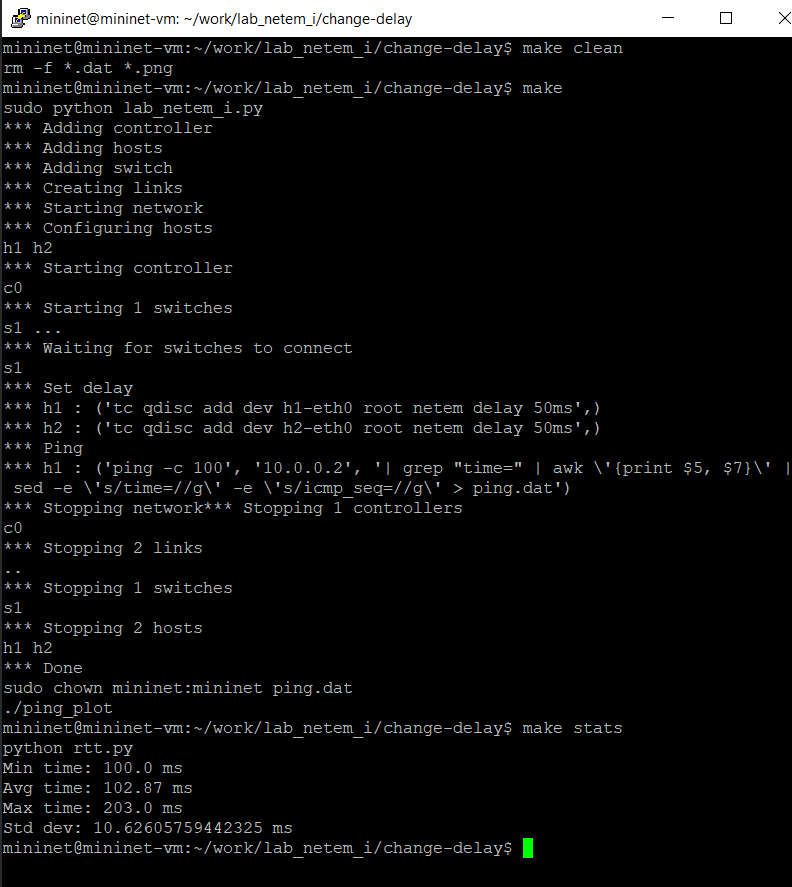 mininet@mininet-vm: ~/work/lab_netem_i/change-delay
mininet@mininet-vm:~/work/lab_netem_i/change-delay$ make clean
rm -f *.dat *.png
mininet@mininet-vm:~/work/lab_netem_i/change-delay$ make
sudo python lab_netem_i.py
*** Adding controller
*** Adding hosts
*** Adding switch
*** Creating links
*** Starting network
*** Configuring hosts
h1 h2
*** Starting controller
c0
*** Starting 1 switches
s1 ...
*** Waiting for switches to connect
s1
*** Set delay
*** h1 : ('tc qdisc add dev h1-eth0 root netem delay 50ms',)
*** h2 : ('tc qdisc add dev h2-eth0 root netem delay 50ms',)
*** Ping
*** h1 : ('ping -c 100', '10.0.0.2', '| grep "time=" | awk \'{print $5, $7}\' |
 sed -e \'s/time=//g\' -e \'s/icmp_seq=//g\' > ping.dat')
*** Stopping network*** Stopping 1 controllers
c0
*** Stopping 2 links
..
*** Stopping 1 switches
s1
*** Stopping 2 hosts
h1 h2
*** Done
sudo chown mininet:mininet ping.dat
./ping_plot
mininet@mininet-vm:~/work/lab_netem_i/change-delay$ make stats
python rtt.py
Min time: 100.0 ms
Avg time: 102.87 ms
Max time: 203.0 ms
Std dev: 10.62605759442325 ms
mininet@mininet-vm:~/work/lab_netem_i/change-delay$